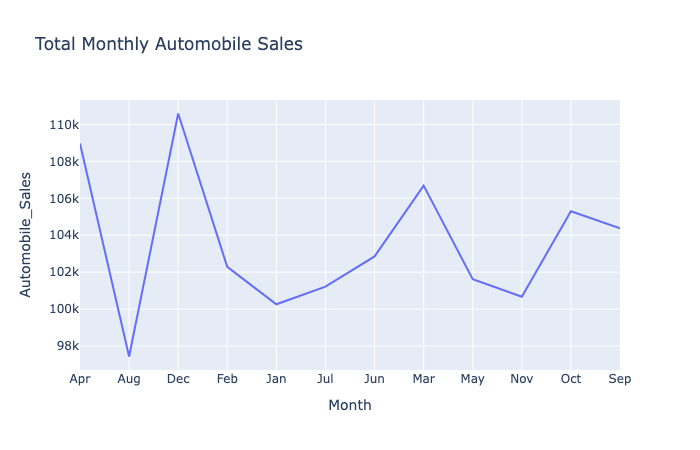 Total Monthly Automobile Sales
110k
108k
106k
104k
102k
100k
98k
Automobile_Sales
Apr Aug Dec Feb Jan Jul Jun Mar May Nov Oct Sep
Month